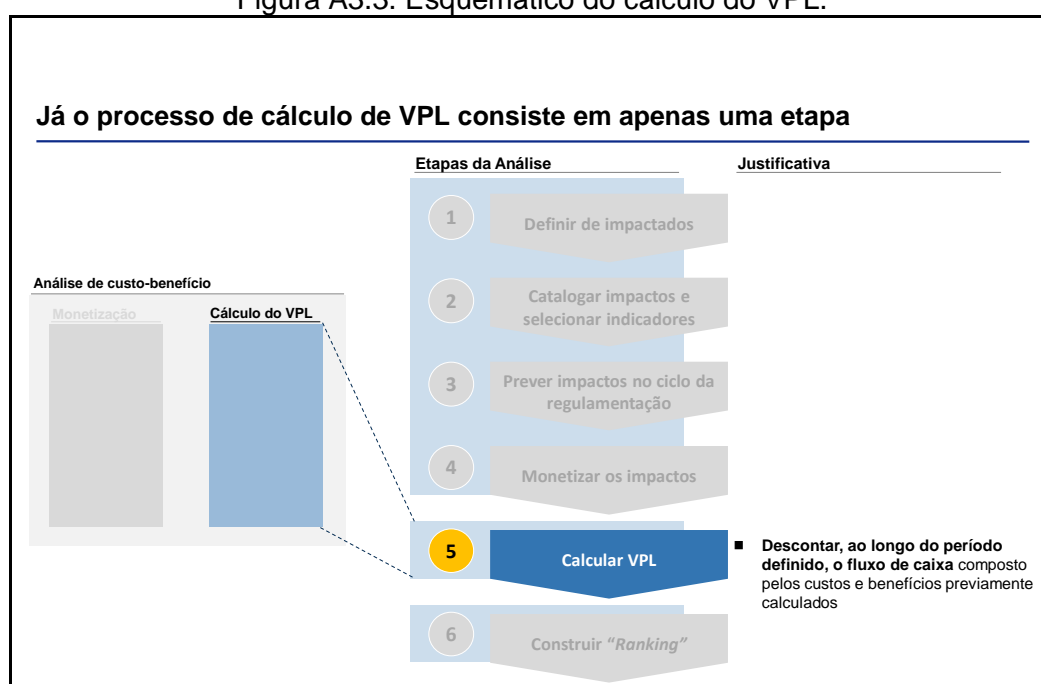 Figura A3.3. Esquemático do cálculo do VPL.
Já o processo de cálculo de VPL consiste em apenas uma etapa
Etapas da Análise
Justificativa
Análise de custo-benefício
Monetização
Cálculo do VPL
1
Definir de impactados
2
Catalogar impactos e
selecionar indicadores
3
Prever impactos no ciclo da
regulamentação
4
Monetizar os impactos
5
Calcular VPL
Descontar, ao longo do período
definido, o fluxo de caixa composto
pelos custos e benefícios previamente
calculados
6
Construir “Ranking”